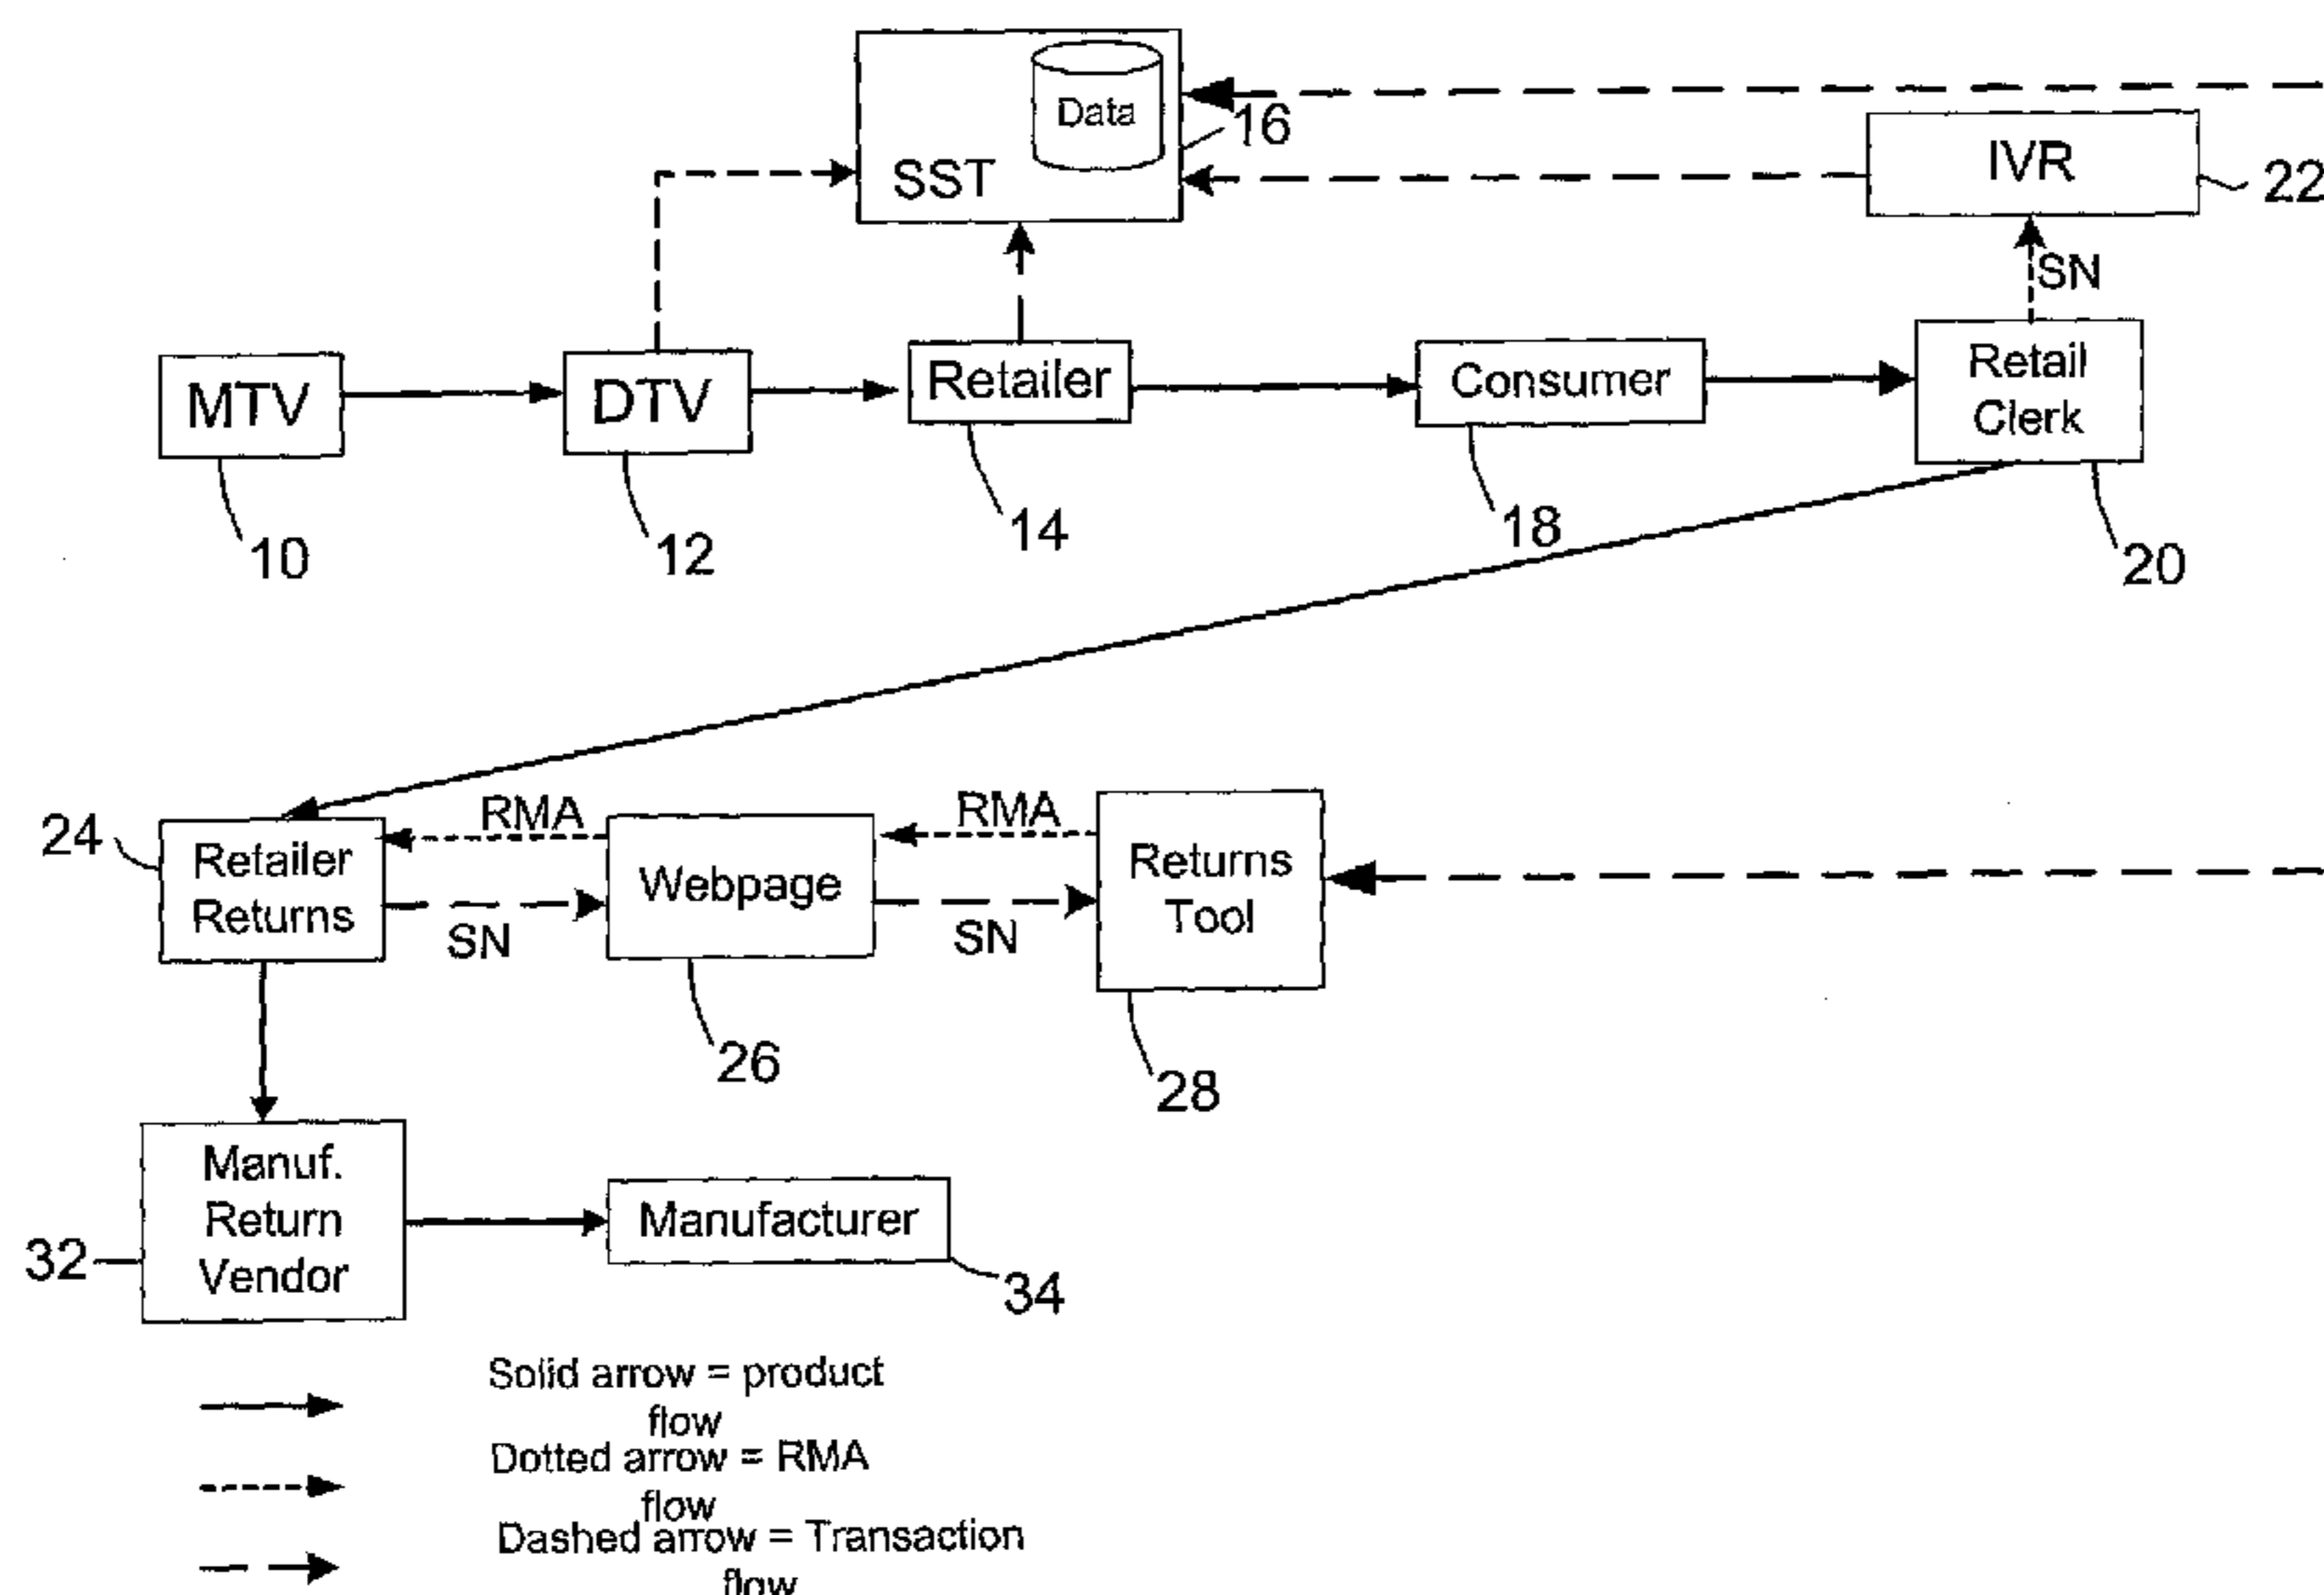 Data
16
SST
IVR
22
SN
MTV
DTV
Retailer
Consumer
Retail
Clerk
10
12
14
18
20
24
Retailer
Returns
RMA
SN
Webpage
RMA
SN
Returns
Tool
26
28
Manuf.
Return
Vendor
32
Manufacturer
34
Solid arrow = product
flow
Dotted arrow = RMA
flow
Dashed arrow = Transaction
flow